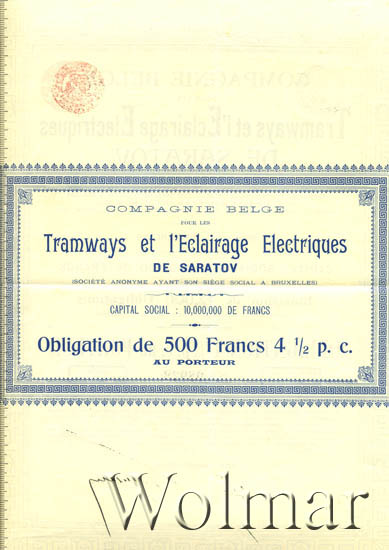 COMPAGNIE BELGE
POUR LES
Tramways et l'Eclairage Electriques
DE SARATOV
(SOCIÉTÉ ANONYME AYANT SON SIÈGE SOCIAL A BRUXELLES)
CAPITAL SOCIAL : 10,000,000 DE FRANCS
Obligation de 500 Francs 4 1/2 p. c.
AU PORTEUR
Wolmar